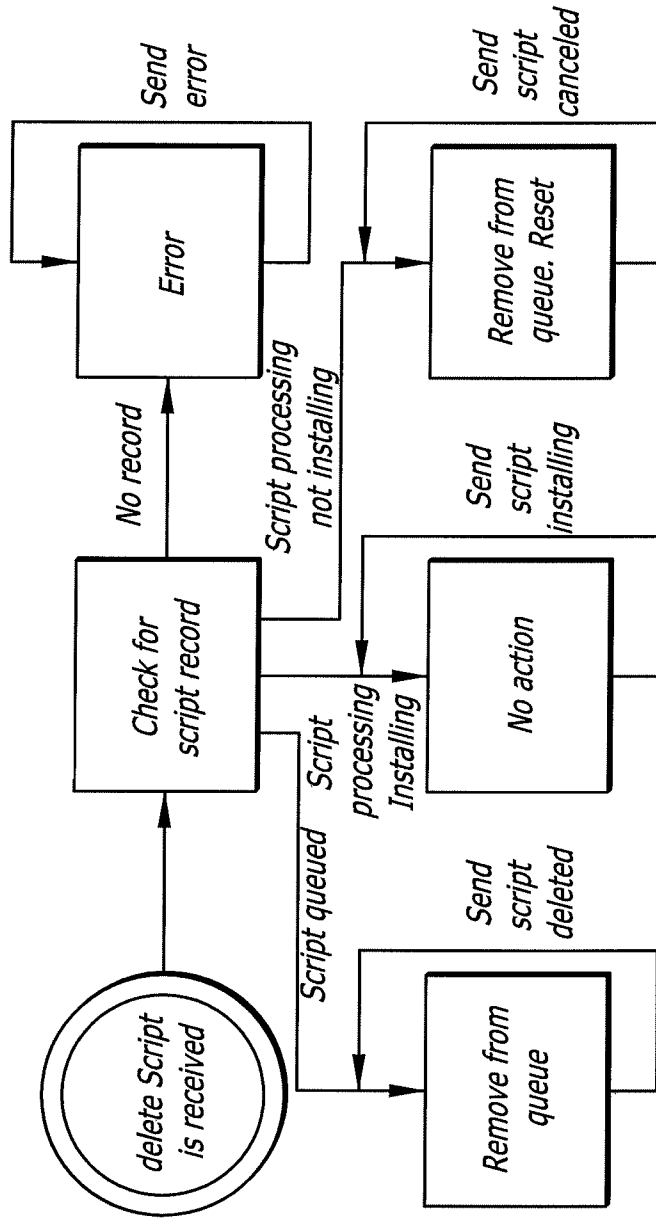 delete Script
is received
Check for
script record
No record
Error
Send
error
Script queued
Script
processing
Installing
Script processing
not installing
Remove from
queue
Send
script
deleted
No action
Send
script
installing
Remove from
queue. Reset
Send
script
canceled